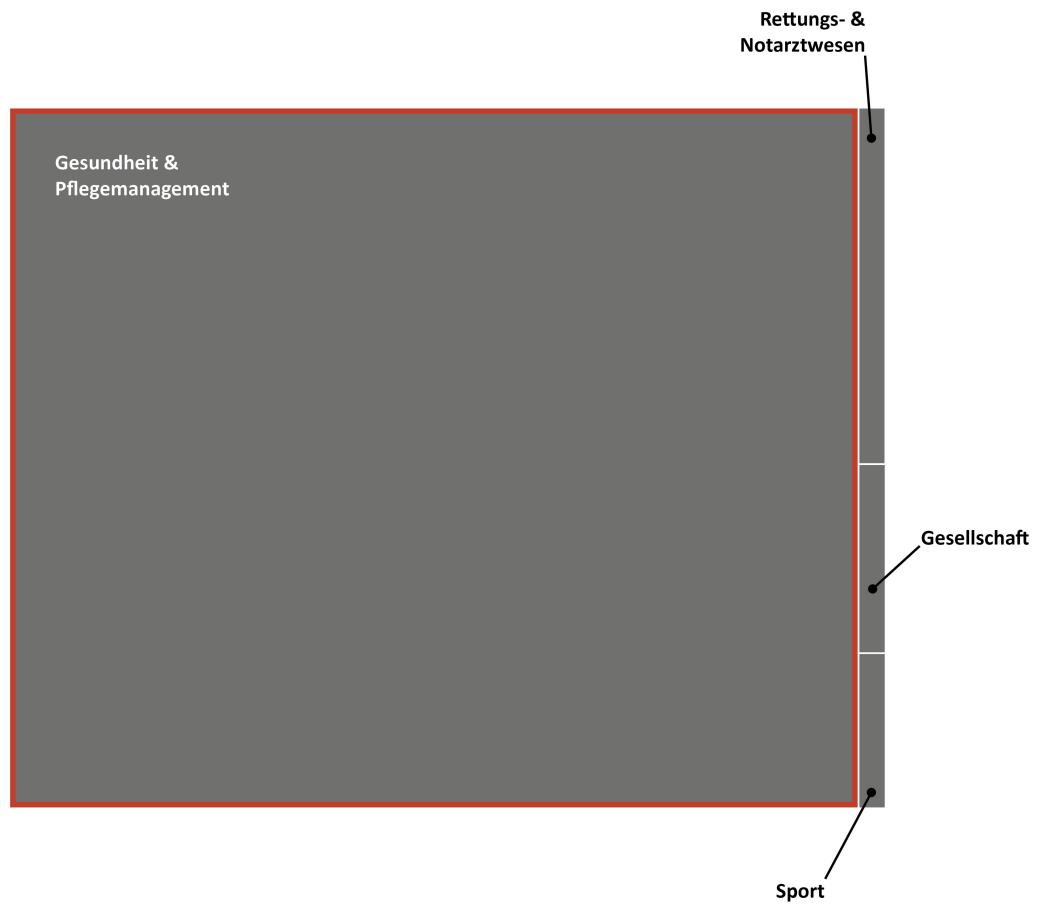 Rettungs- &
Notarztwesen
Gesundheit &
Pflegemanagement
Gesellschaft
Sport